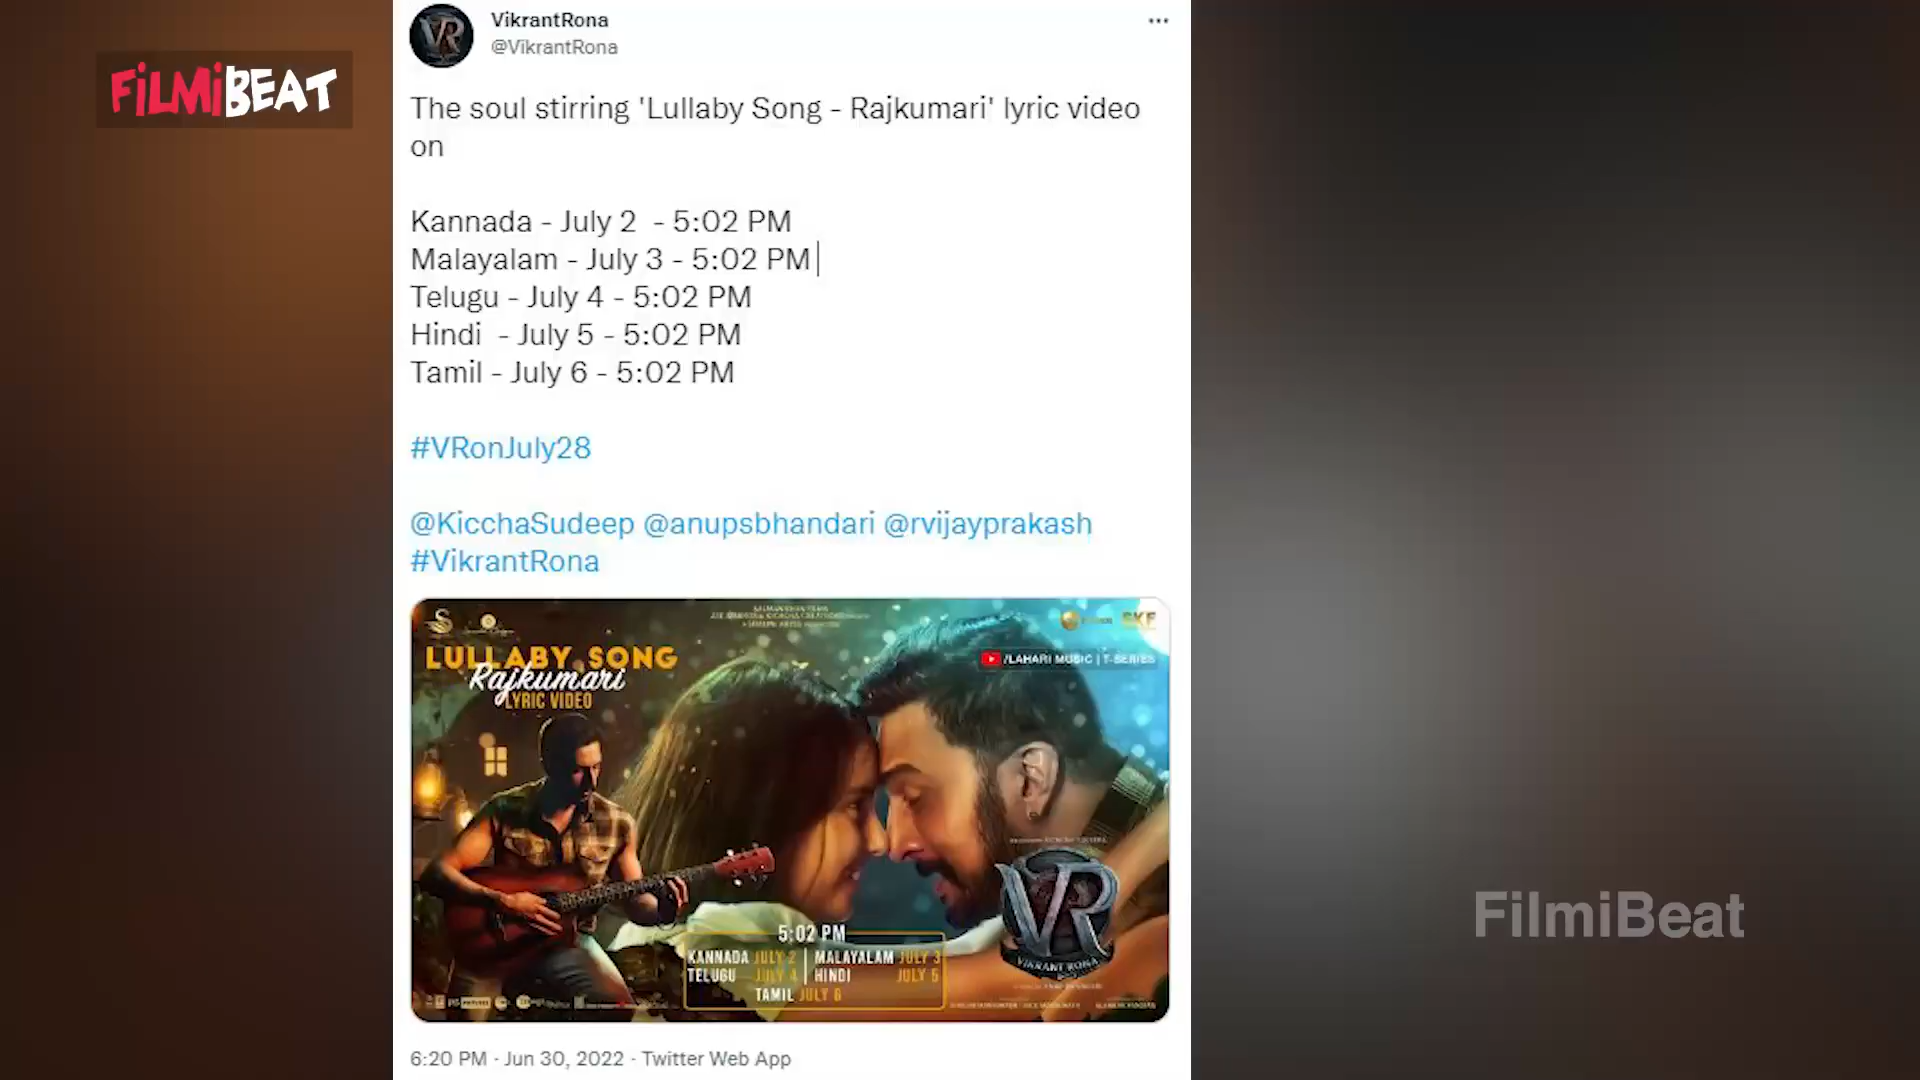 FiLMiBEAT
VikrantRona
@VikrantRona
The soul stirring 'Lullaby Song - Rajkumari' lyric video
on
Kannada - July 2 - 5:02 PM
Malayalam - July 3 - 5:02 PM
Telugu - July 4 - 5:02 PM
Hindi - July 5 - 5:02 PM
Tamil - July 6 - 5:02 PM
#VRonJuly28
@KicchaSudeep @anupsbhandari @rvijayprakash
#VikrantRona
SKF
LULLABY SONG
Rajkumari
LYRIC VIDEO
/LAHARI MUSIC | T-SERIES
VR
VIKRANT RONA
5:02 PM
KANNADA JULY 2 | MALAYALAM JULY 3
TELUGU JULY 4 | HINDI JULY 5
TAMIL JULY 6
FilmiBeat
6:20 PM · Jun 30, 2022 · Twitter Web App